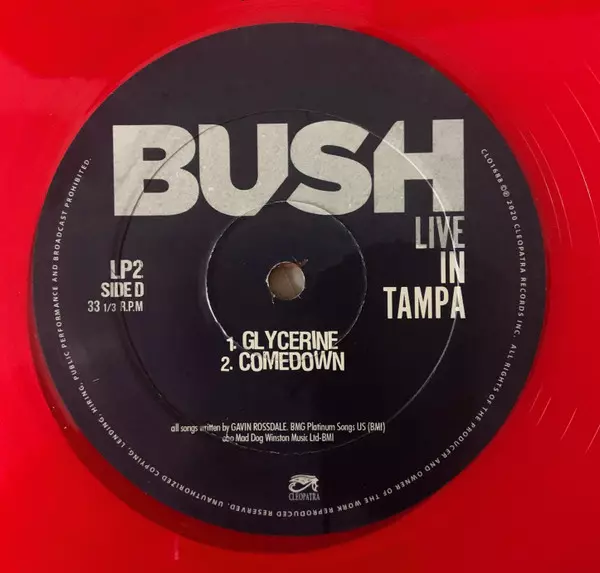 BUSH
LIVE
IN
TAMPA
LP2
SIDE D
33 1/3 R.P.M
1. GLYCERINE
2. COMEDOWN
all songs written by GAVIN ROSSDALE. BMG Platinum Songs US (BMI)
obo Mad Dog Winston Music Ltd-BMI
CLEOPATRA
CLO1688 ℗© 2020 CLEOPATRA RECORDS INC. ALL RIGHTS OF THE PRODUCER AND OWNER OF THE WORK REPRODUCED RESERVED. UNAUTHORIZED COPYING, LENDING, HIRING, PUBLIC PERFORMANCE AND BROADCAST PROHIBITED.